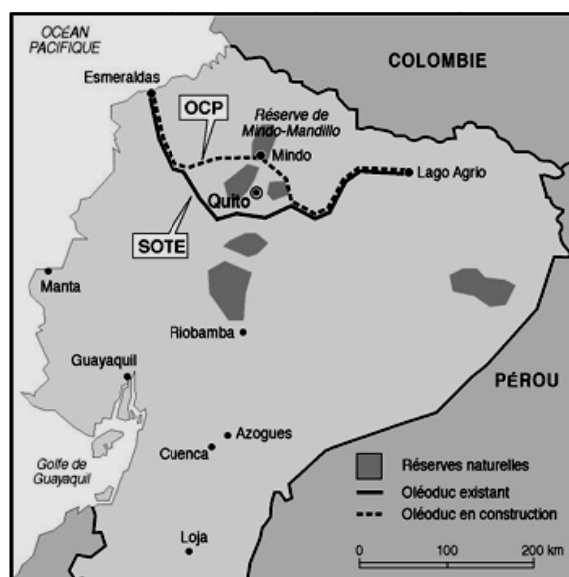 OCÉAN
PACIFIQUE
COLOMBIE
Esmeraldas
OCP
Réserve de
Mindo-Mandillo
Mindo
Lago Agrio
Quito
SOTE
Manta
Riobamba
Guayaquil
PÉROU
Azogues
Cuenca
Golfe de
Guayaquil
Réserves naturelles
Oléoduc existant
Oléoduc en construction
Loja
0 100 200 km